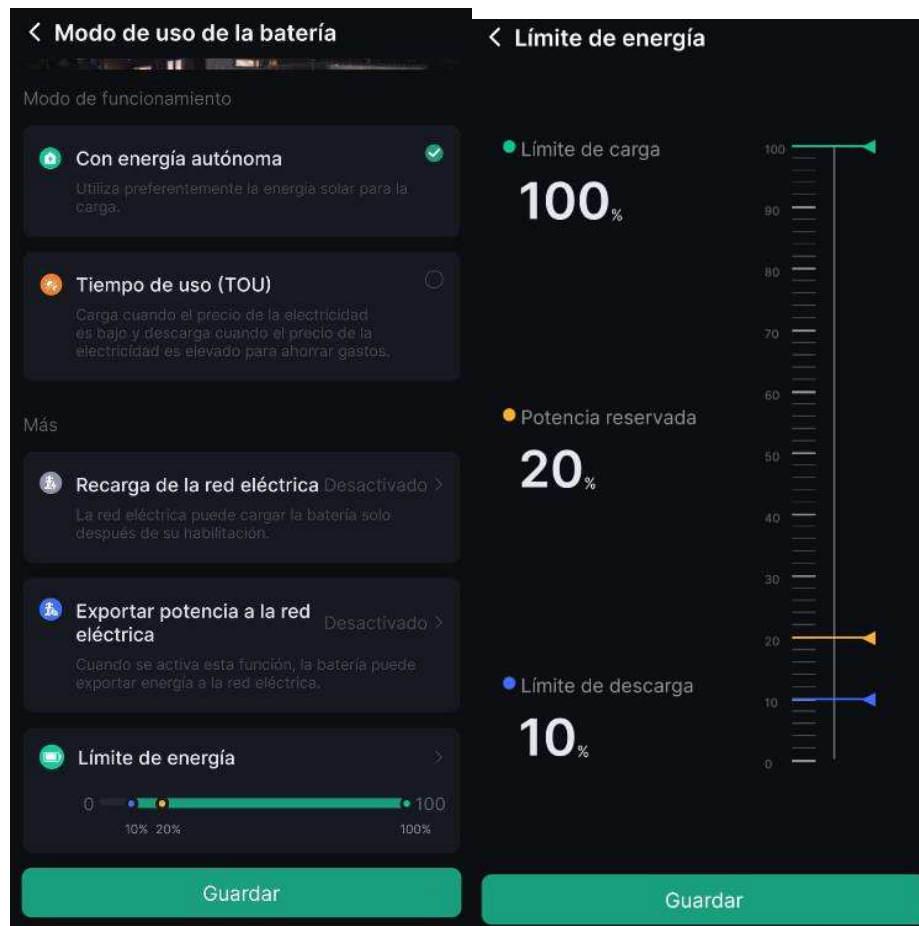 Modo de uso de la batería
Modo de funcionamiento
Con energía autónoma
Utiliza preferentemente la energía solar para la
carga.
Tiempo de uso (TOU)
Carga cuando el precio de la electricidad
es bajo y descarga cuando el precio de la
electricidad es elevado para ahorrar gastos.
Más
Recarga de la red eléctrica Desactivado >
La red eléctrica puede cargar la batería solo
después de su habilitación.
Exportar potencia a la red
eléctrica
Desactivado >
Cuando se activa esta función, la batería puede
exportar energía a la red eléctrica.
Límite de energía >
0 100
10% 20% 100%
Guardar
Límite de energía
Límite de carga
100%
Potencia reservada
20%
Límite de descarga
10%
100
90
80
70
60
50
40
30
20
10
0
Guardar